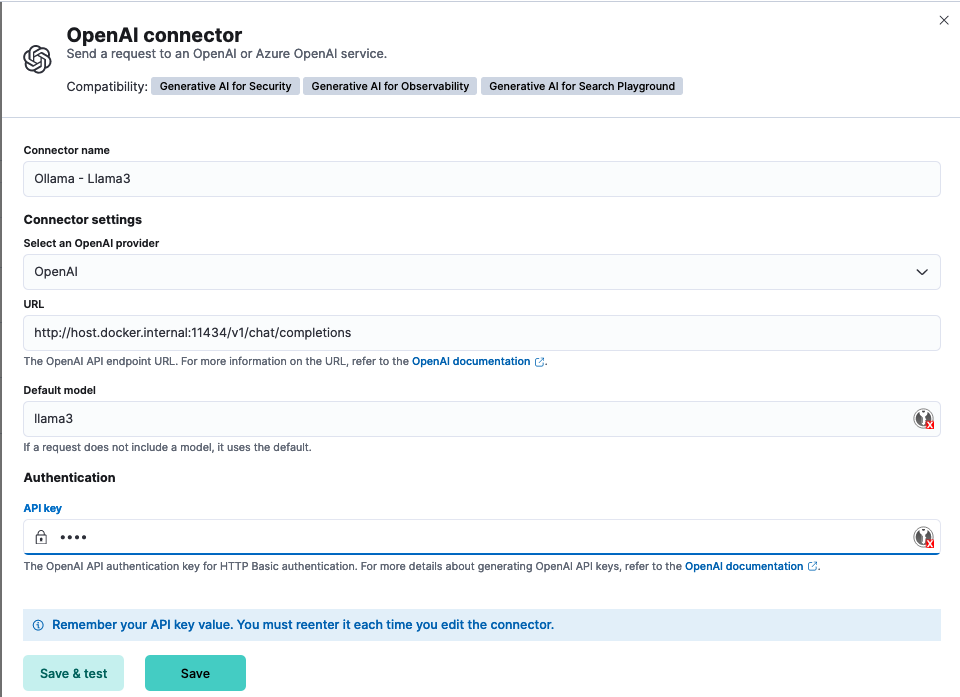 OpenAI connector
Send a request to an OpenAI or Azure OpenAI service.
Compatibility: Generative AI for Security Generative AI for Observability Generative AI for Search Playground
Connector name
Ollama - Llama3
Connector settings
Select an OpenAI provider
OpenAI
URL
http://host.docker.internal:11434/v1/chat/completions
The OpenAI API endpoint URL. For more information on the URL, refer to the OpenAI documentation.
Default model
llama3
If a request does not include a model, it uses the default.
Authentication
API key
••••
The OpenAI API authentication key for HTTP Basic authentication. For more details about generating OpenAI API keys, refer to the OpenAI documentation.
Remember your API key value. You must reenter it each time you edit the connector.
Save & test Save